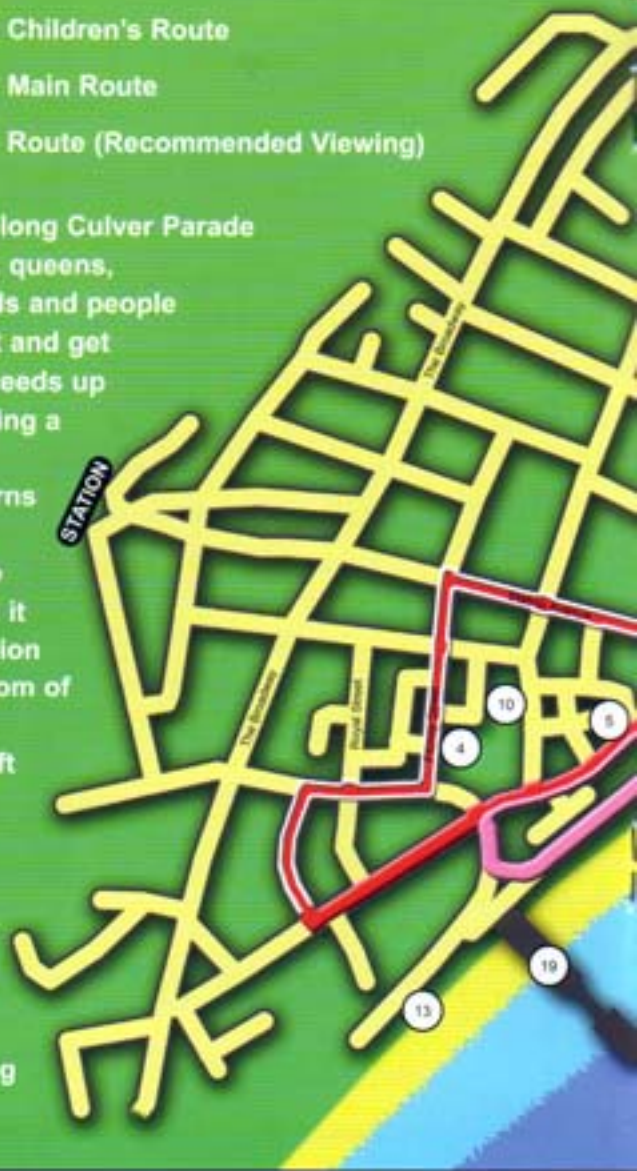 Children's Route
Main Route
Route (Recommended Viewing)
long Culver Parade
queens,
ls and people
t and get
eeds up
ing a
rns
it
ion
om of
ft
g
STATION
The Broadway
The Broadway
Royal Street
10
4
5
19
13